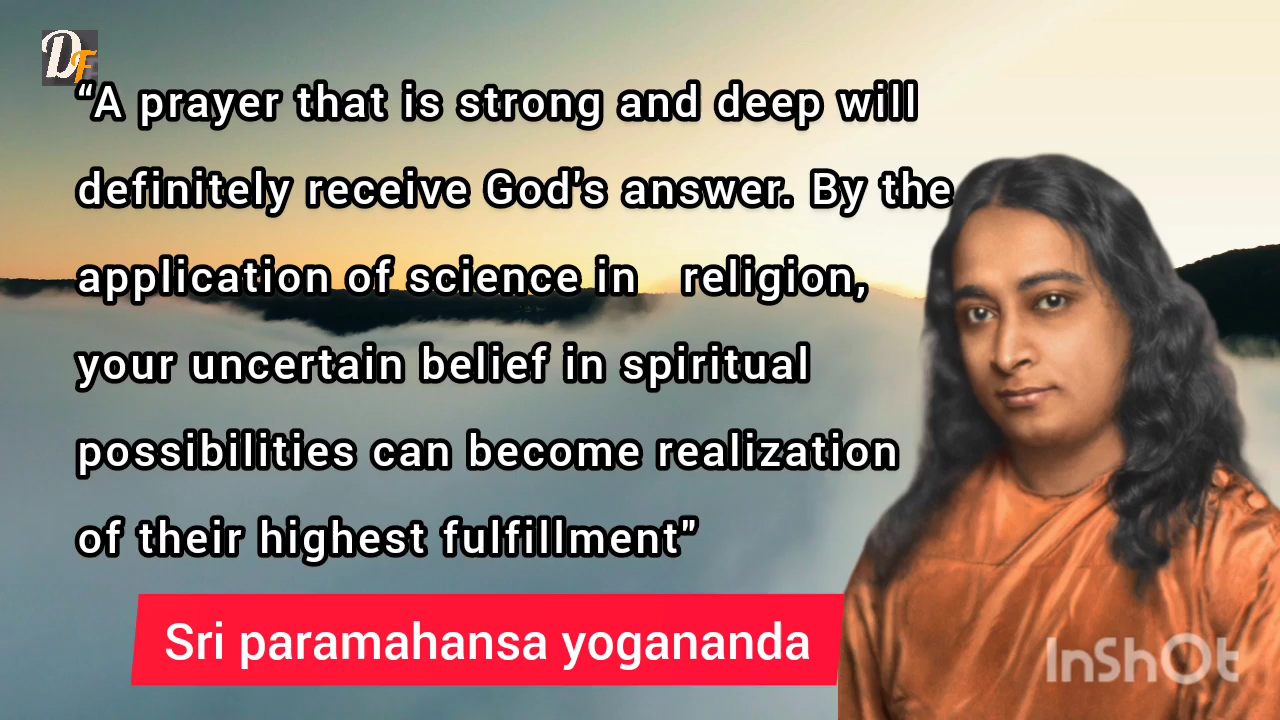 DF
“A prayer that is strong and deep will
definitely receive God's answer. By the
application of science in religion,
your uncertain belief in spiritual
possibilities can become realization
of their highest fulfillment”
Sri paramahansa yogananda
InShOt